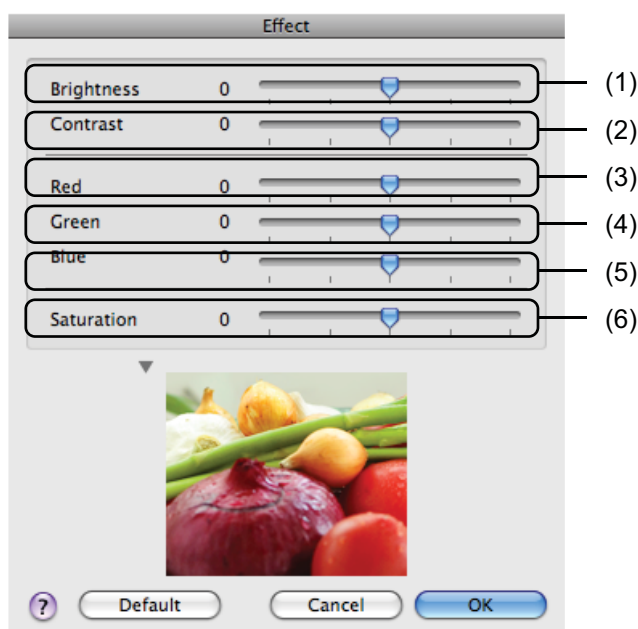 Effect
Brightness 0 (1)
Contrast 0 (2)
Red 0 (3)
Green 0 (4)
Blue 0 (5)
Saturation 0 (6)
? Default Cancel OK